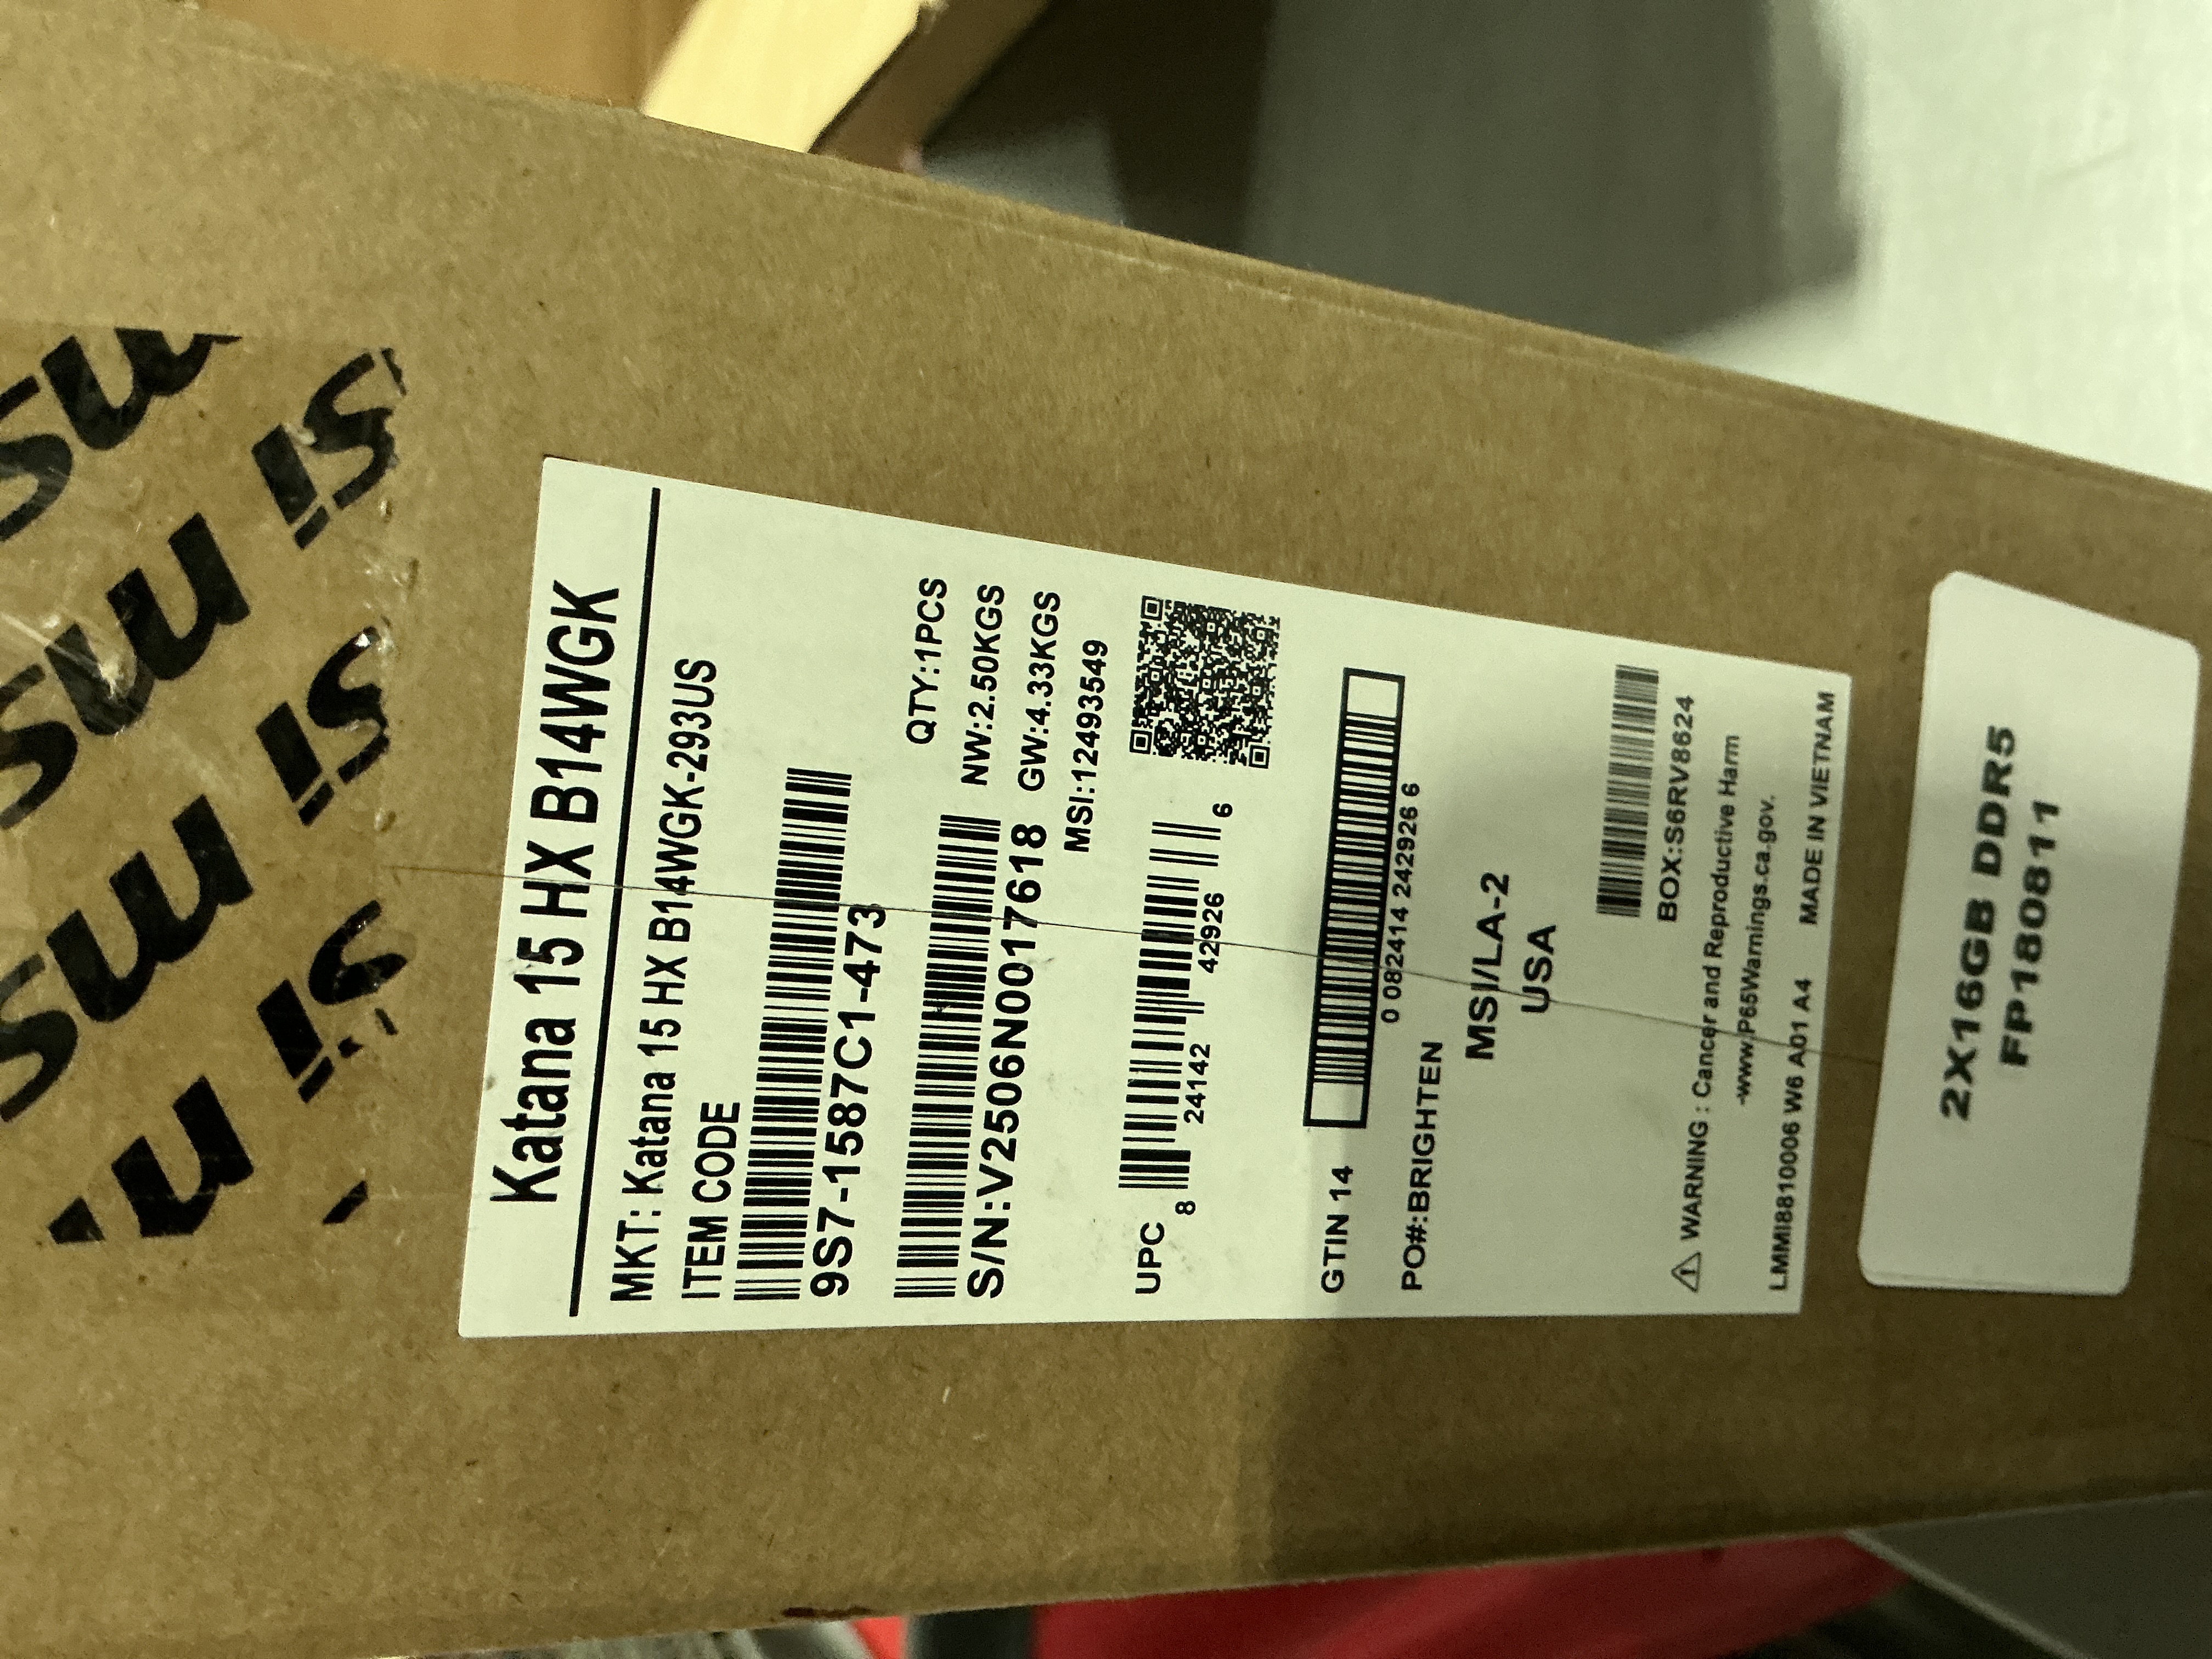 msi msi msi msi
Katana 15 HX B14WGK
MKT: Katana 15 HX B14WGK-293US
ITEM CODE
9S7-1587C1-473
QTY:1PCS
S/N:V2506N0017618
NW:2.50KGS
GW:4.33KGS
MSI:12493549
UPC
8 24142 42926 6
GTIN 14
0 082414 242926 6
PO#:BRIGHTEN
MSI/LA-2
USA
BOX:S6RV8624
⚠ WARNING : Cancer and Reproductive Harm
-www.P65Warnings.ca.gov.
LMMI8810006 W6 A01 A4 MADE IN VIETNAM
2X16GB DDR5
FP180811